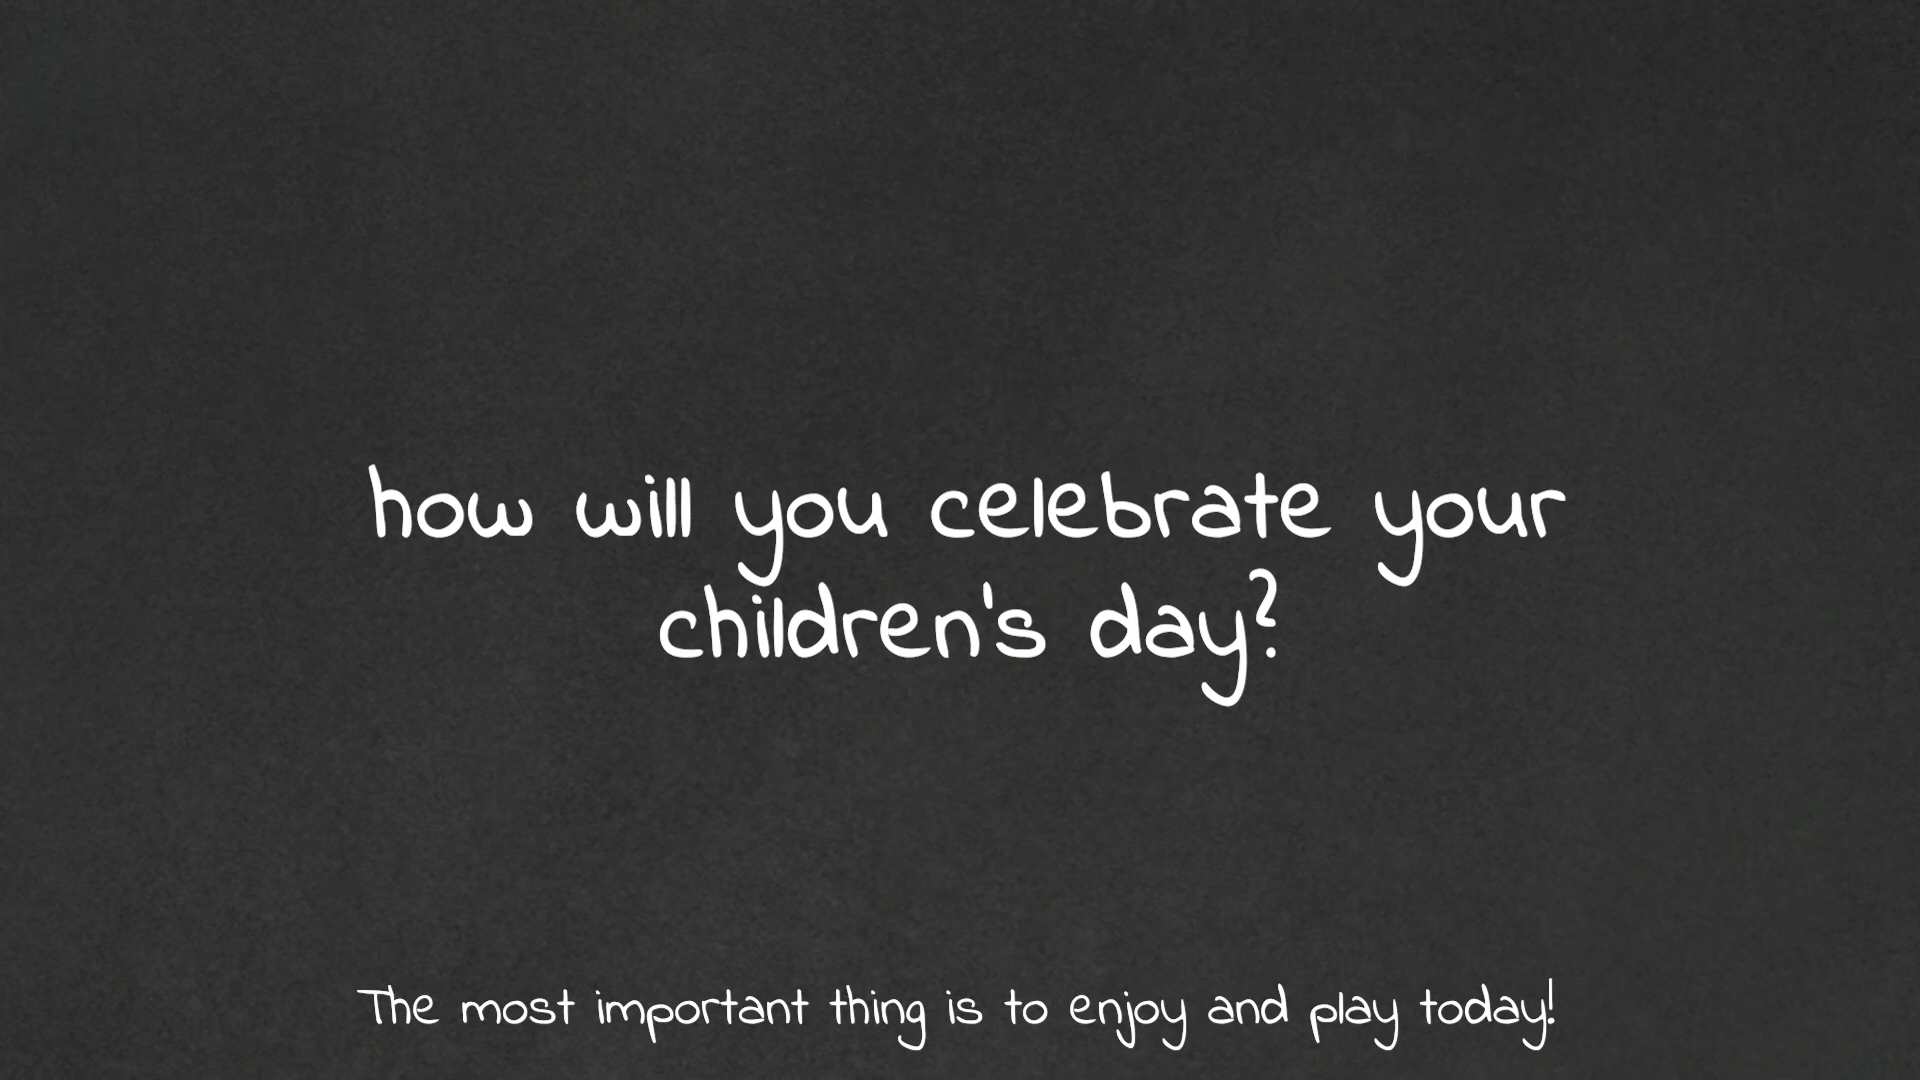 how will you celebrate your
children's day?
The most important thing is to enjoy and play today!